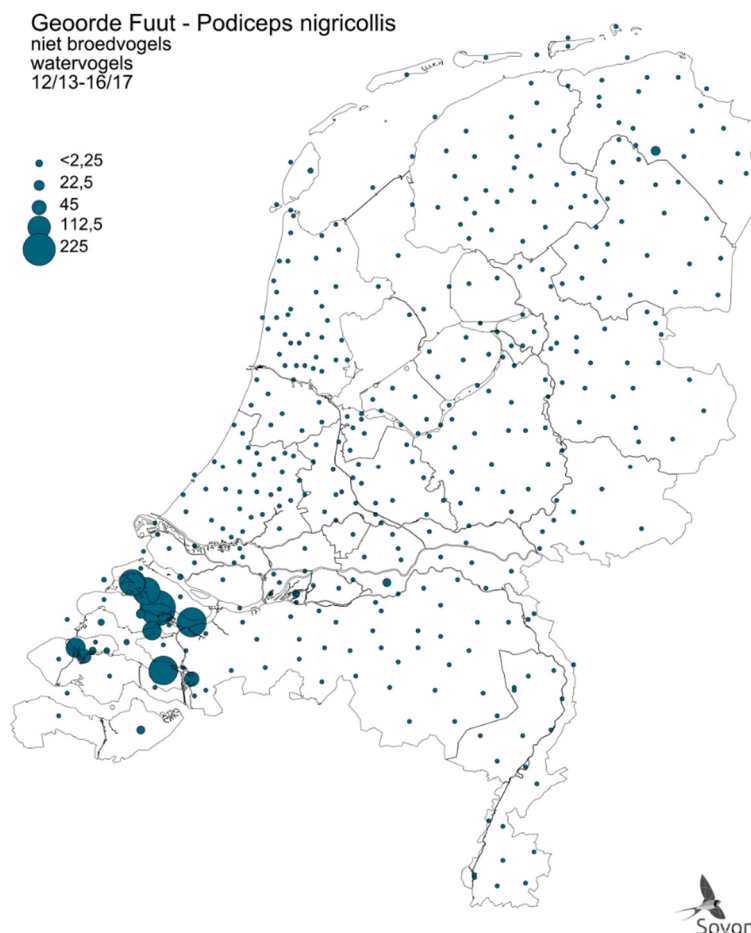 Geoorde Fuut - Podiceps nigricollis
niet broedvogels
watervogels
12/13-16/17
<2,25
22,5
45
112,5
225
Sovon